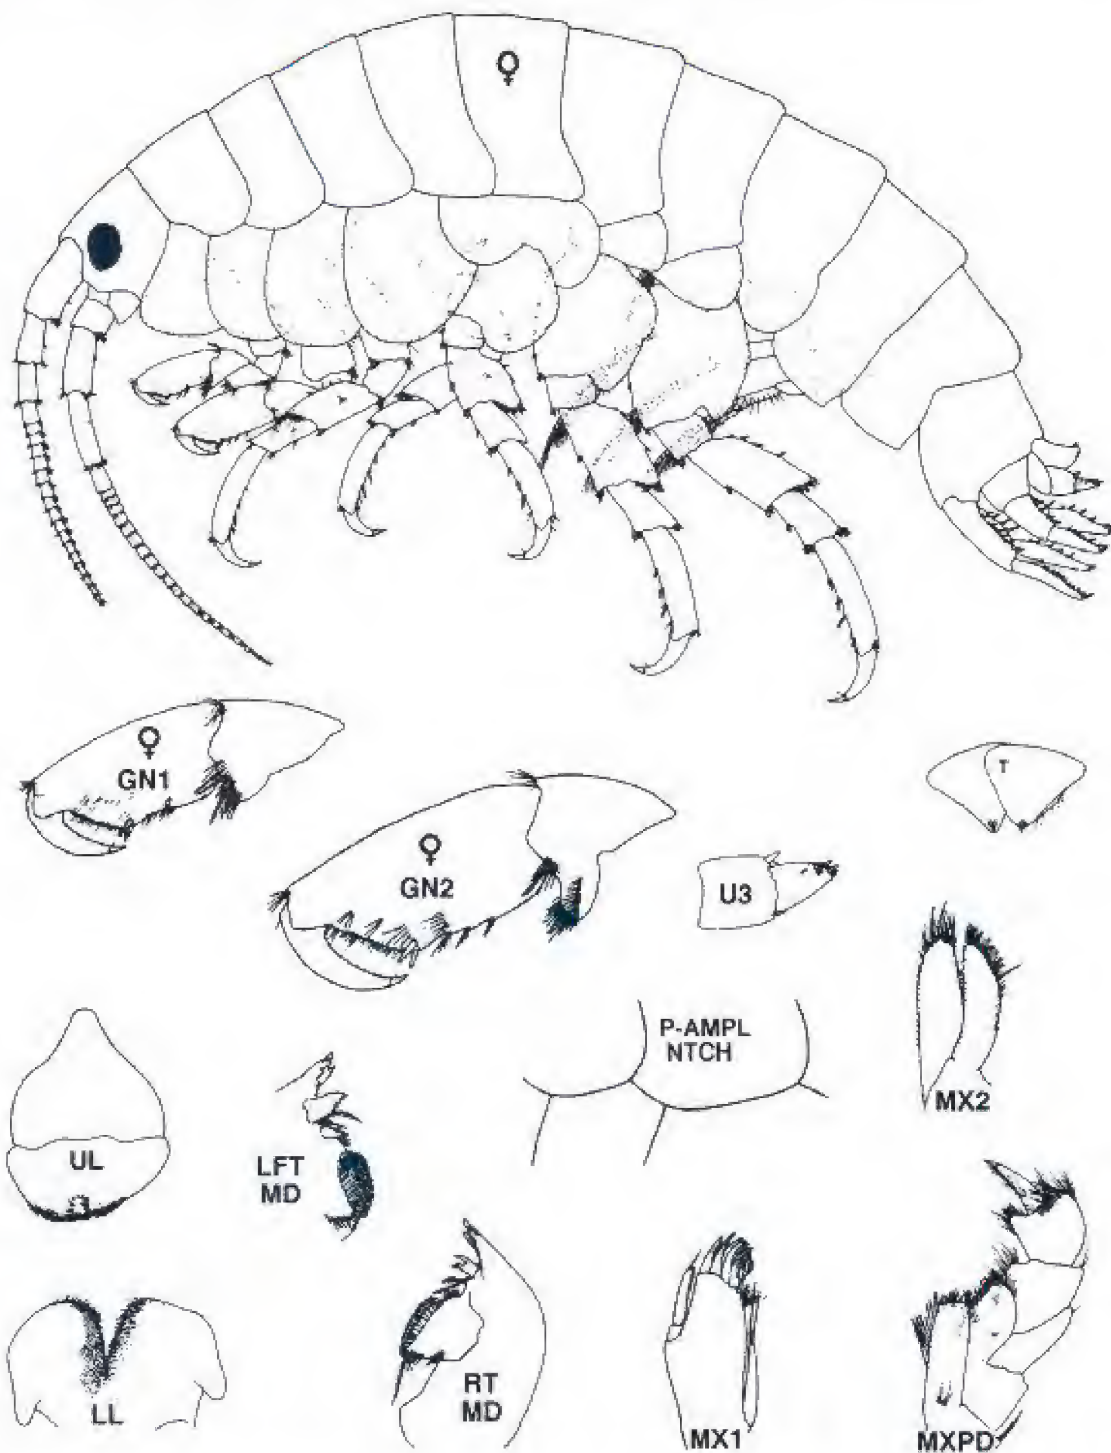 ♀
♀
GN1
♀
GN2
T
U3
P-AMPL
NTCH
MX2
UL
LFT
MD
LL
RT
MD
MX1
MXPD